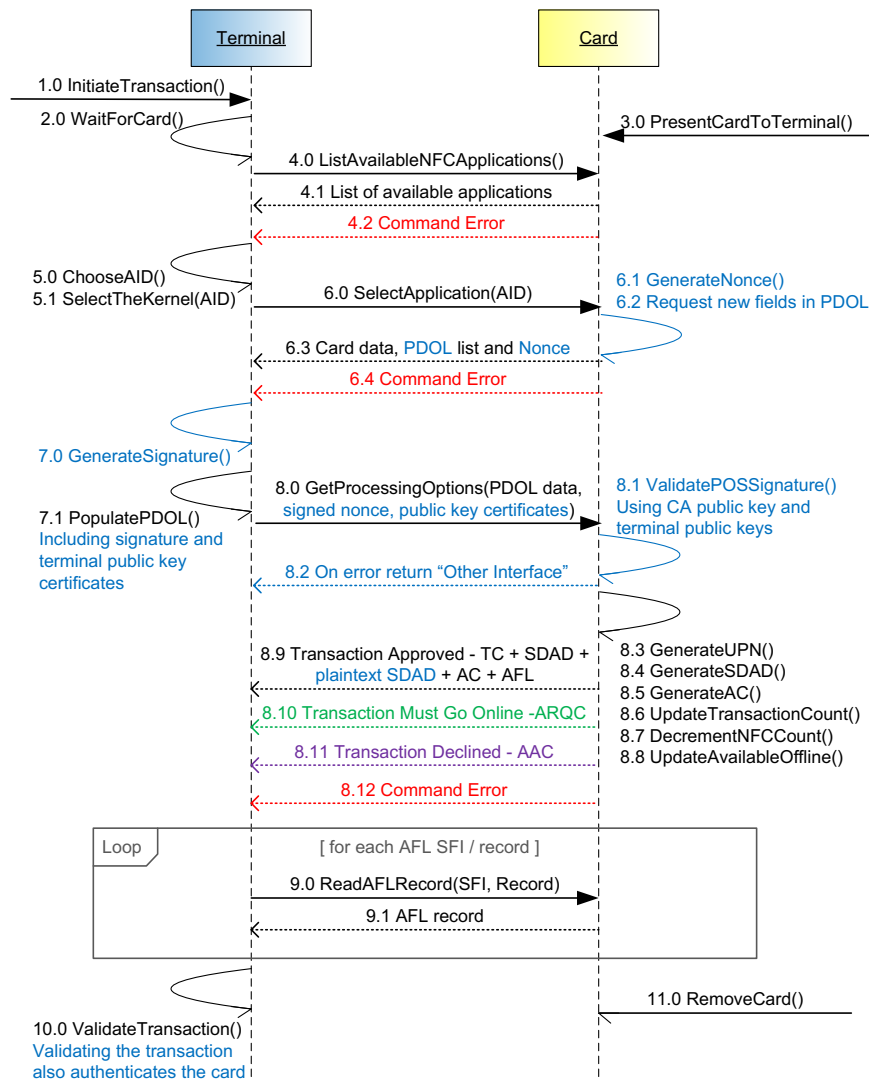 Terminal
Card
1.0 InitiateTransaction()
2.0 WaitForCard()
3.0 PresentCardToTerminal()
4.0 ListAvailableNFCApplications()
4.1 List of available applications
4.2 Command Error
5.0 ChooseAID()
5.1 SelectTheKernel(AID)
6.0 SelectApplication(AID)
6.1 GenerateNonce()
6.2 Request new fields in PDOL
6.3 Card data, PDOL list and Nonce
6.4 Command Error
7.0 GenerateSignature()
7.1 PopulatePDOL()
Including signature and
terminal public key
certificates
8.0 GetProcessingOptions(PDOL data,
signed nonce, public key certificates)
8.1 ValidatePOSSignature()
Using CA public key and
terminal public keys
8.2 On error return “Other Interface”
8.3 GenerateUPN()
8.4 GenerateSDAD()
8.5 GenerateAC()
8.6 UpdateTransactionCount()
8.7 DecrementNFCCount()
8.8 UpdateAvailableOffline()
8.9 Transaction Approved - TC + SDAD +
plaintext SDAD + AC + AFL
8.10 Transaction Must Go Online -ARQC
8.11 Transaction Declined - AAC
8.12 Command Error
Loop
[ for each AFL SFI / record ]
9.0 ReadAFLRecord(SFI, Record)
9.1 AFL record
10.0 ValidateTransaction()
Validating the transaction
also authenticates the card
11.0 RemoveCard()